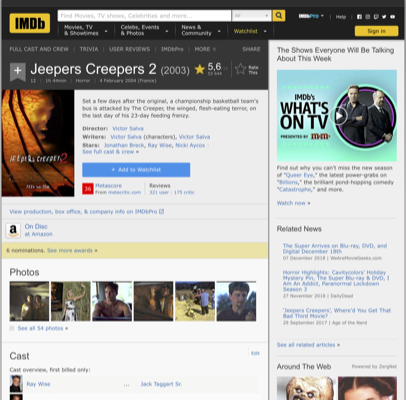 IMDb
Find Movies, TV shows, Celebrities and more...
All
IMDbPro
Help
Movies, TV & Showtimes
Celebs, Events & Photos
News & Community
Watchlist
Sign in
FULL CAST AND CREW | TRIVIA | USER REVIEWS | IMDbPro | MORE
SHARE
Jeepers Creepers 2 (2003)
5,6
Rate This
12 | 1h 44min | Horror | 4 February 2004 (France)
Set a few days after the original, a championship basketball team's
bus is attacked by The Creeper, the winged, flesh-eating terror, on
the last day of his 23-day feeding frenzy.
Director: Victor Salva
Writers: Victor Salva (characters), Victor Salva
Stars: Jonathan Breck, Ray Wise, Nicki Aycox
See full cast & crew »
+ Add to Watchlist
36
Metascore
From metacritic.com
Reviews
321 user | 175 critic
View production, box office, & company info on IMDbPro
a
On Disc
at Amazon
6 nominations. See more awards »
Photos
See all 54 photos »
Cast
Edit
Cast overview, first billed only:
Ray Wise ... Jack Taggart Sr.
The Shows Everyone Will Be Talking
About This Week
IMDb's
WHAT'S
ON TV
PRESENTED BY
Find out why you can't miss the new season
of "Queer Eye," the latest power-grabs on
"Billions," the brilliant pond-hopping comedy
"Catastrophe," and more.
Watch now »
Related News
The Super Arrives on Blu-ray, DVD, and
Digital December 18th
07 December 2018 | WeAreMovieGeeks.com
Horror Highlights: Cavitycolors' Holiday
Mystery Pin, The Super Blu-ray & DVD, I
Am An Addict, Paranormal Lockdown
Season 3
27 November 2018 | DailyDead
'Jeepers Creepers', Where'd You Get That
Bad Third Movie?
29 September 2017 | Age of the Nerd
See all related articles »
Around The Web
Powered by ZergNet